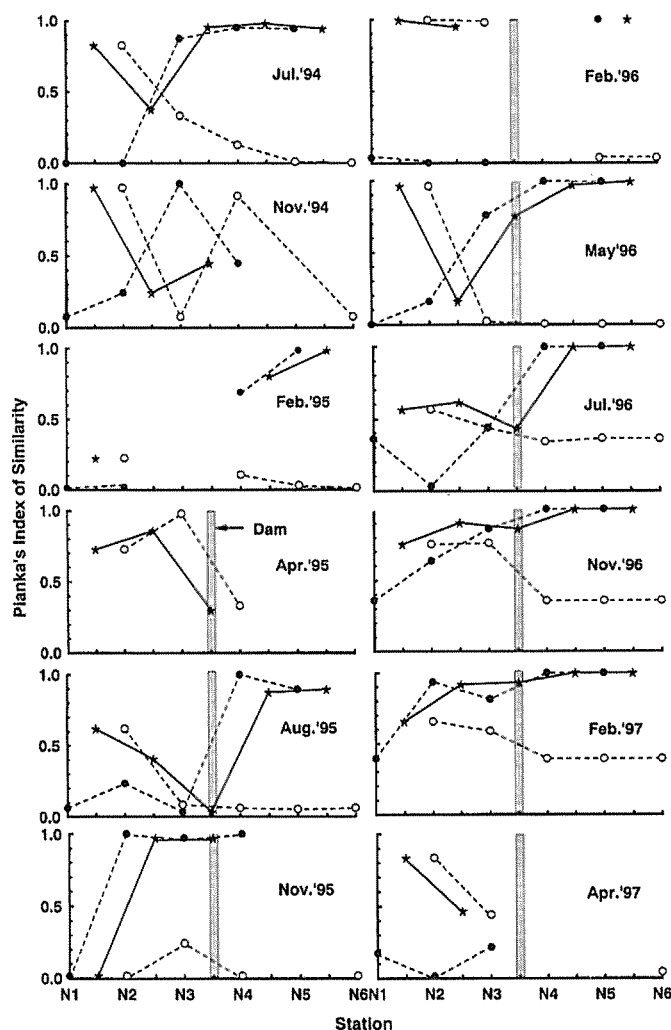 1.0
0.5
0.0
Jul.'94
Feb.'96
1.0
0.5
0.0
Nov.'94
May'96
1.0
0.5
0.0
Feb.'95
Jul.'96
1.0
0.5
0.0
Dam
Apr.'95
Nov.'96
1.0
0.5
0.0
Aug.'95
Feb.'97
1.0
0.5
0.0
Nov.'95
Apr.'97
N1 N2 N3 N4 N5 N6 N1 N2 N3 N4 N5 N6
Station
Pianka's Index of Similarity